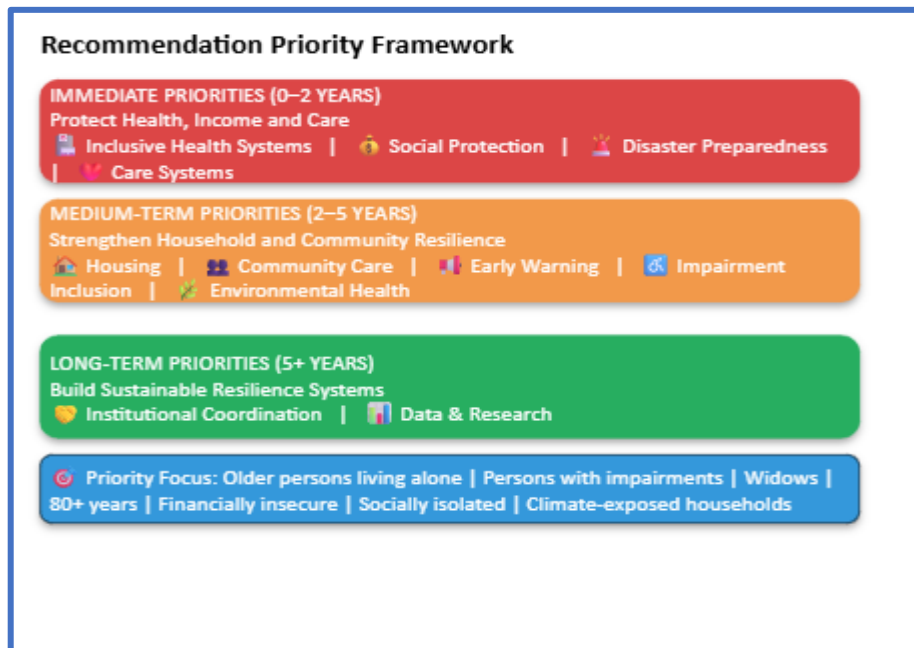 Recommendation Priority Framework
IMMEDIATE PRIORITIES (0–2 YEARS)
Protect Health, Income and Care
Inclusive Health Systems | Social Protection | Disaster Preparedness
| Care Systems
MEDIUM-TERM PRIORITIES (2–5 YEARS)
Strengthen Household and Community Resilience
Housing | Community Care | Early Warning | Impairment
Inclusion | Environmental Health
LONG-TERM PRIORITIES (5+ YEARS)
Build Sustainable Resilience Systems
Institutional Coordination | Data & Research
Priority Focus: Older persons living alone | Persons with impairments | Widows |
80+ years | Financially insecure | Socially isolated | Climate-exposed households